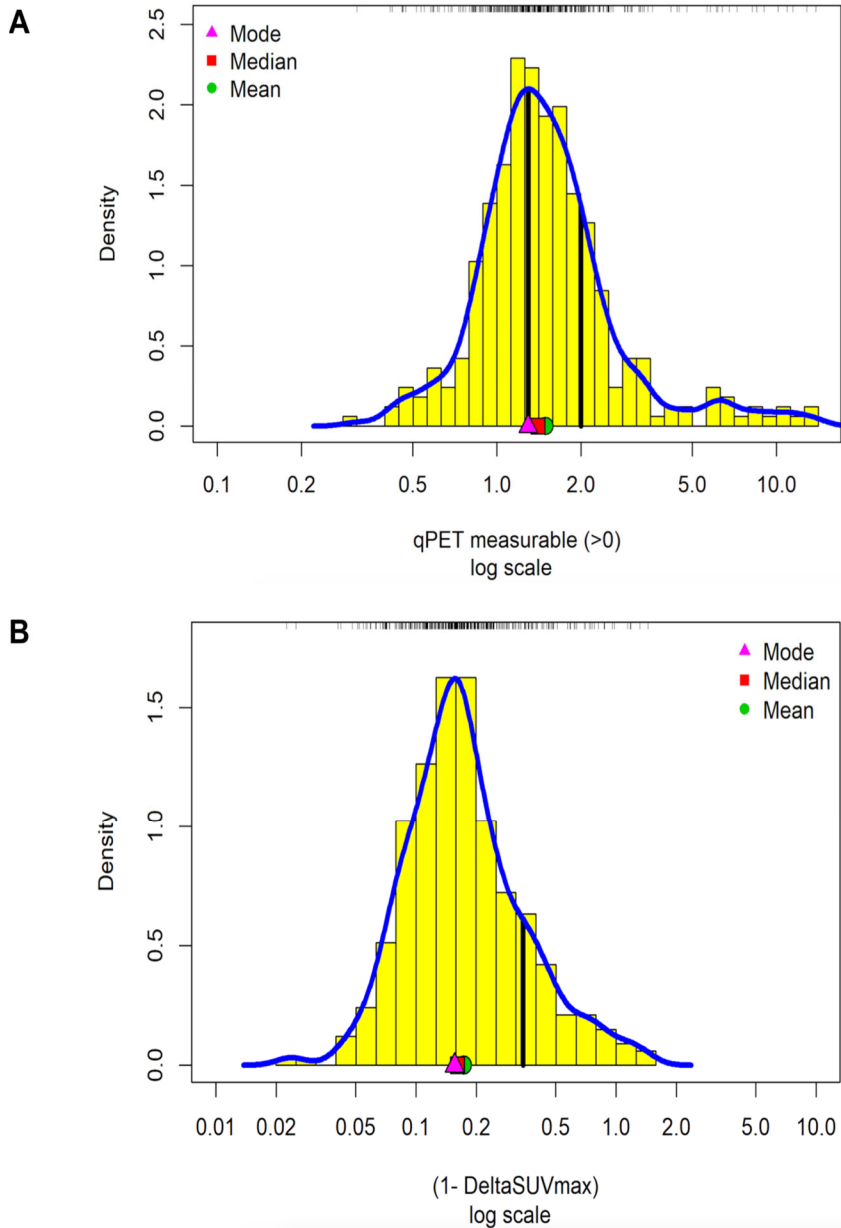 A
Mode
Median
Mean
Density
2.5
2.0
1.5
1.0
0.5
0.0
0.1 0.2 0.5 1.0 2.0 5.0 10.0
qPET measurable (>0)
log scale
B
Mode
Median
Mean
Density
1.5
1.0
0.5
0.0
0.01 0.02 0.05 0.1 0.2 0.5 1.0 2.0 5.0 10.0
(1- DeltaSUVmax)
log scale